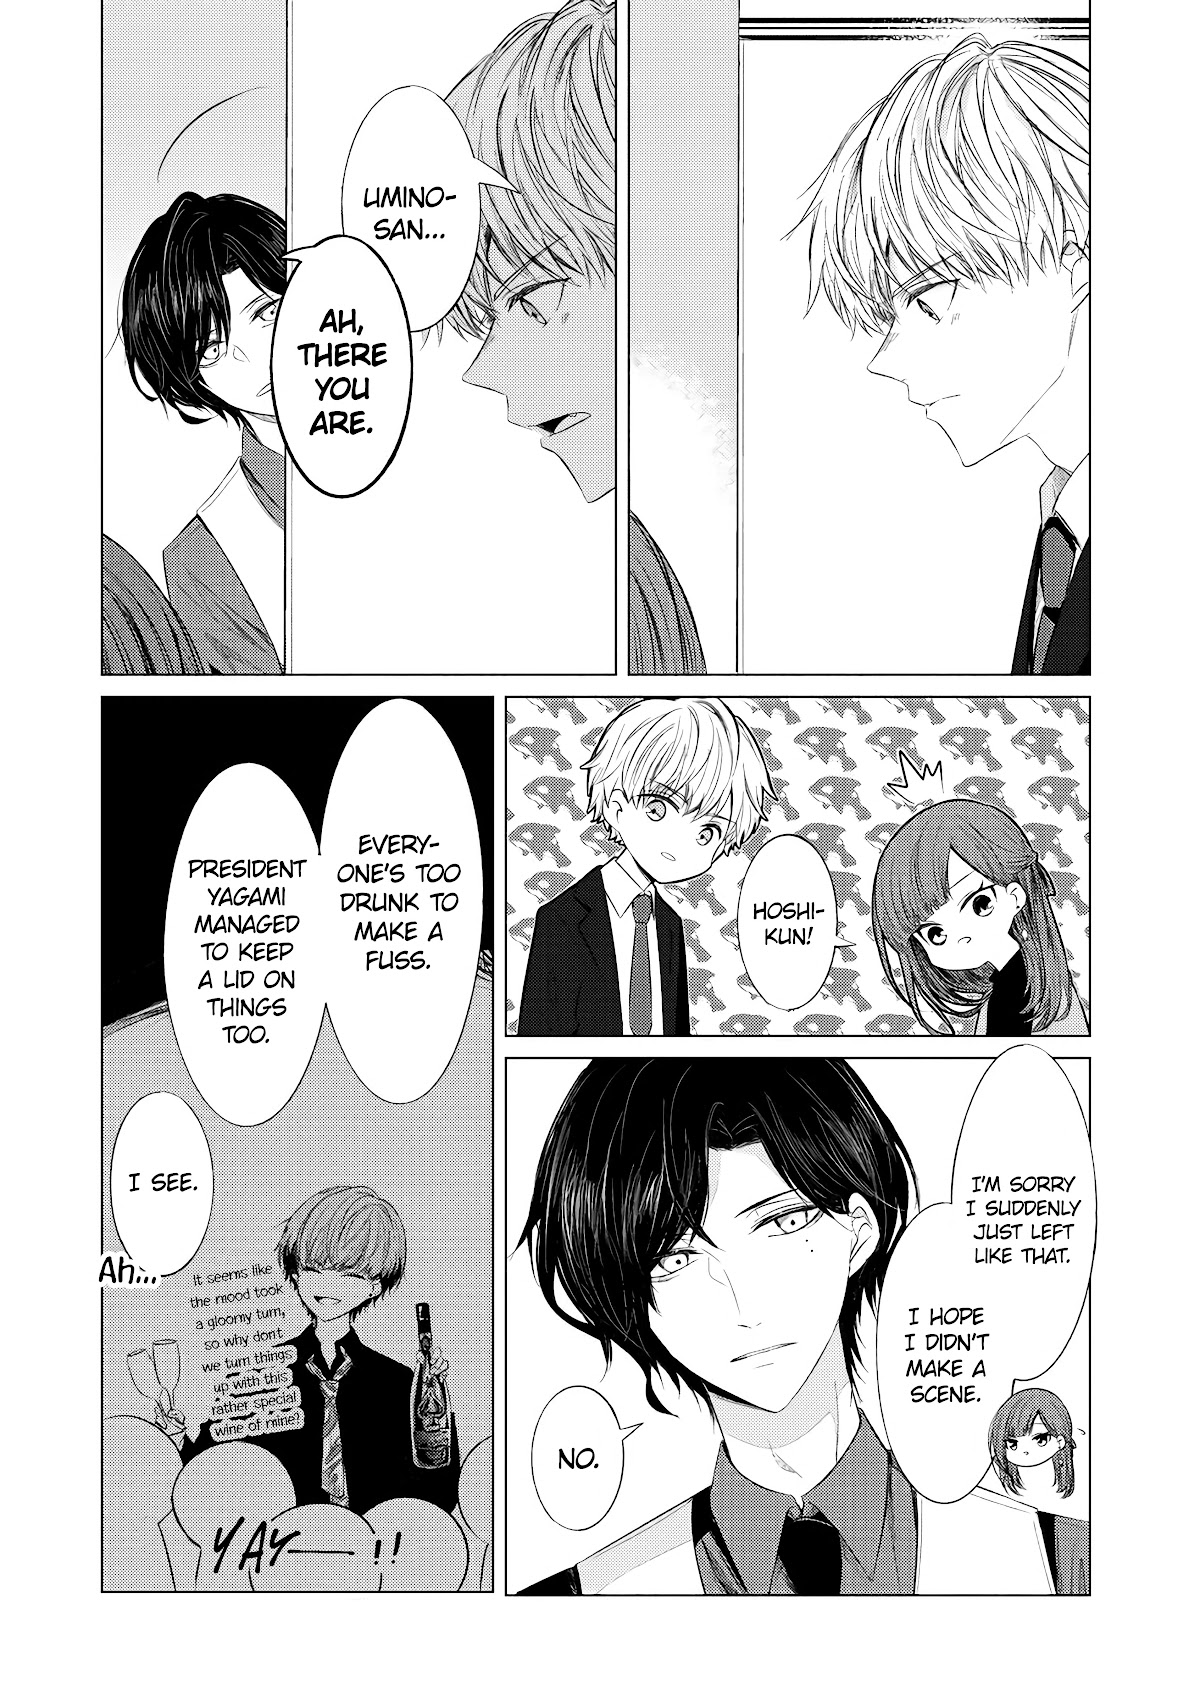 UMINO-
SAN...
AH,
THERE
YOU
ARE.
HOSHI-
KUN!
I'M SORRY
I SUDDENLY
JUST LEFT
LIKE THAT.
I HOPE
I DIDN'T
MAKE A
SCENE.
NO.
EVERY-
ONE'S TOO
DRUNK TO
MAKE A
FUSS.
PRESIDENT
YAGAMI
MANAGED
TO KEEP
A LID ON
THINGS
TOO.
I SEE.
Ah...
It seems like
the mood took
a gloomy turn,
so why don't
we turn things
up with this
rather special
wine of mine?
YAY—!!